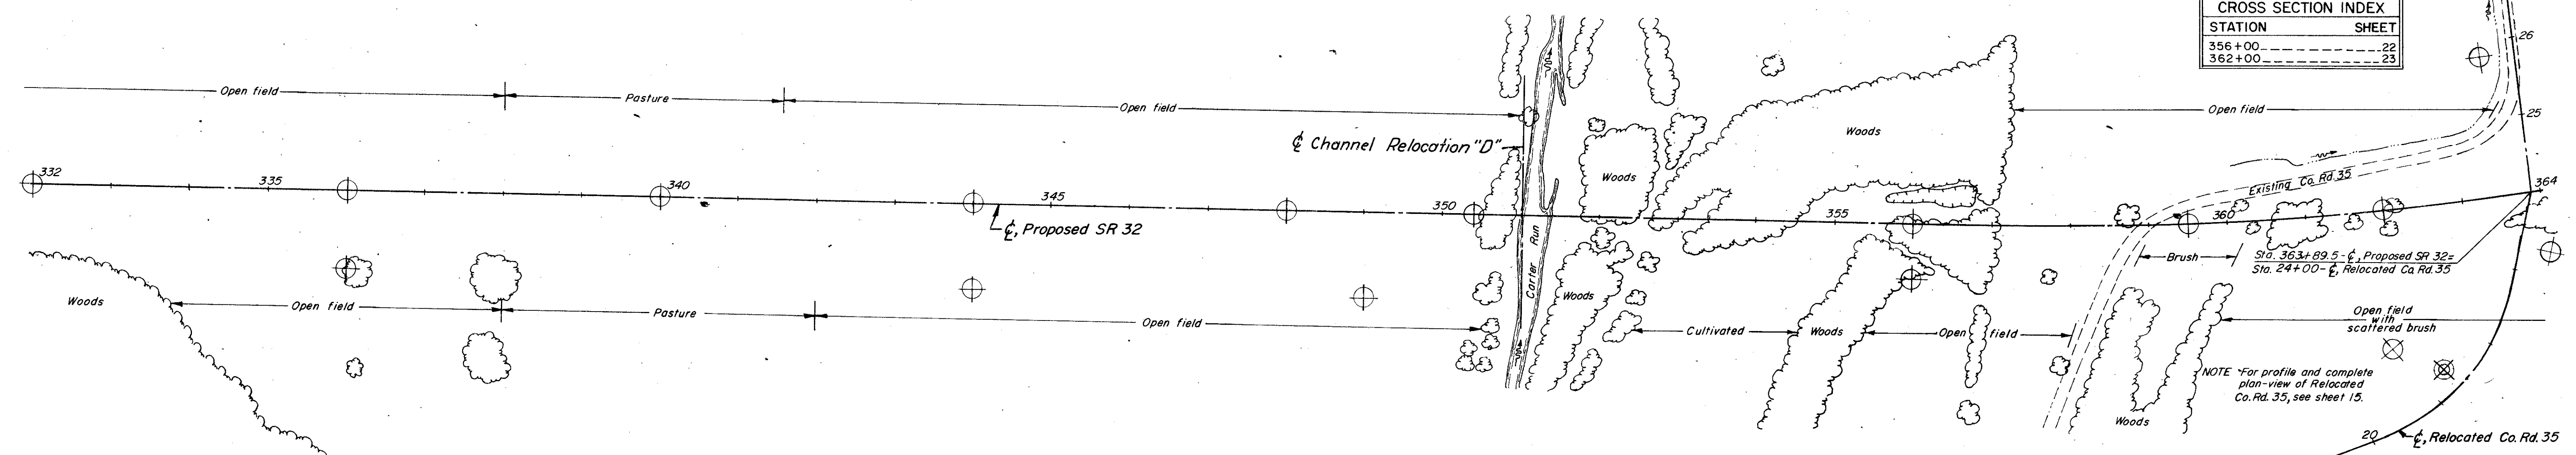 CROSS SECTION INDEX
STATION SHEET
356+00 22
362+00 23
26
25
Open field
Pasture
Open field
Woods
Open field
℄ Channel Relocation "D"
Woods
332
335
340
345
350
355
360
364
Existing Co. Rd. 35
℄, Proposed SR 32
Carter Run
Brush
Sta. 363+89.5-℄, Proposed SR 32=
Sta. 24+00-℄, Relocated Co. Rd. 35
Woods
Open field
Pasture
Open field
Woods
Cultivated
Woods
Open field
Open field
with
scattered brush
NOTE - For profile and complete
plan-view of Relocated
Co. Rd. 35, see sheet 15.
Woods
20
℄, Relocated Co. Rd. 35